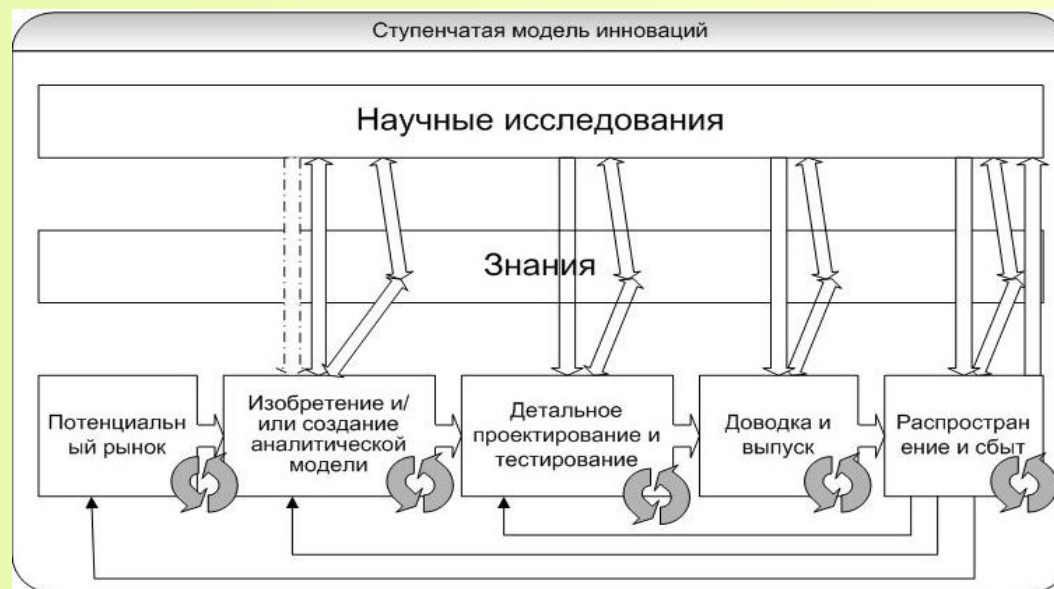 Ступенчатая модель инноваций
Научные исследования
Знания
Потенциальн
ый рынок
Изобретение и/
или создание
аналитической
модели
Детальное
проектирование и
тестирование
Доводка и
выпуск
Распростран
ение и сбыт